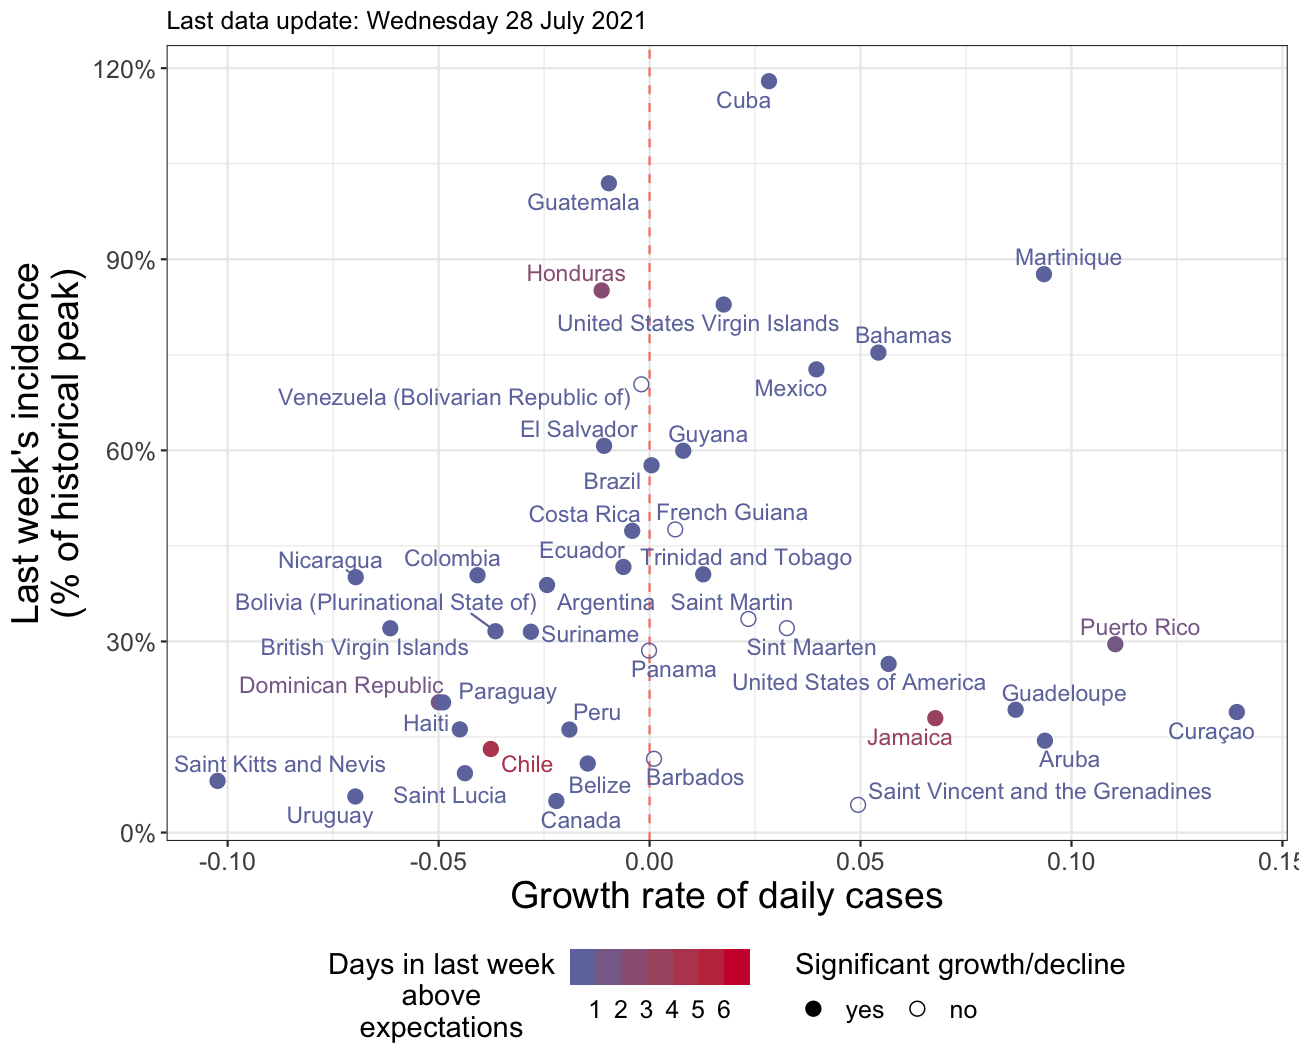 Last data update: Wednesday 28 July 2021
120%
Cuba
Guatemala
90%
Martinique
Honduras
United States Virgin Islands
Bahamas
Mexico
Venezuela (Bolivarian Republic of)
El Salvador
Guyana
60%
Brazil
Costa Rica
French Guiana
Ecuador
Trinidad and Tobago
Nicaragua
Colombia
Bolivia (Plurinational State of)
Argentina
Saint Martin
Puerto Rico
Suriname
30%
British Virgin Islands
Sint Maarten
Panama
United States of America
Dominican Republic
Paraguay
Guadeloupe
Peru
Haiti
Curaçao
Jamaica
Aruba
Saint Kitts and Nevis
Chile
Barbados
Belize
Saint Lucia
Saint Vincent and the Grenadines
Uruguay
Canada
0%
Last week's incidence
(% of historical peak)
-0.10
-0.05
0.00
0.05
0.10
0.15
Growth rate of daily cases
Days in last week
above
expectations
1 2 3 4 5 6
Significant growth/decline
yes
no